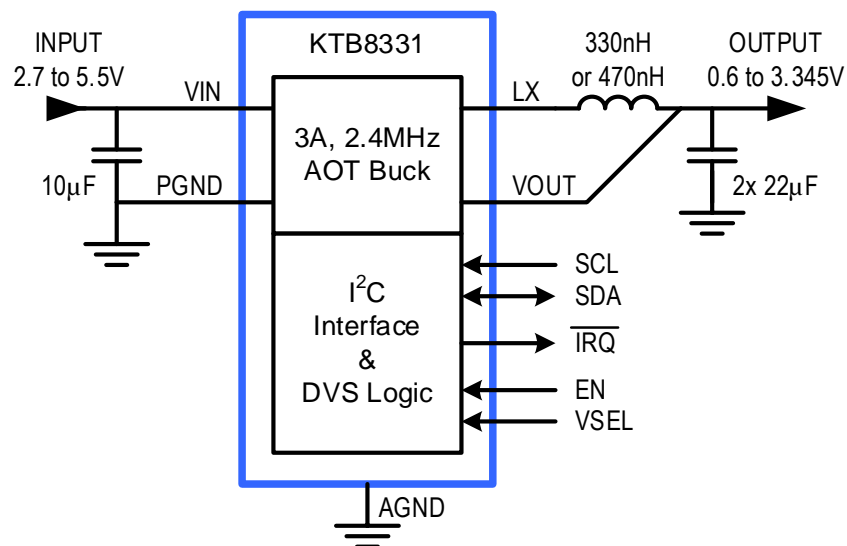 KTB8331
INPUT
2.7 to 5.5V
VIN
10μF
PGND
3A, 2.4MHz
AOT Buck
LX
330nH
or 470nH
OUTPUT
0.6 to 3.345V
VOUT
2x 22μF
I²C
Interface
&
DVS Logic
SCL
SDA
I̅R̅Q̅
EN
VSEL
AGND